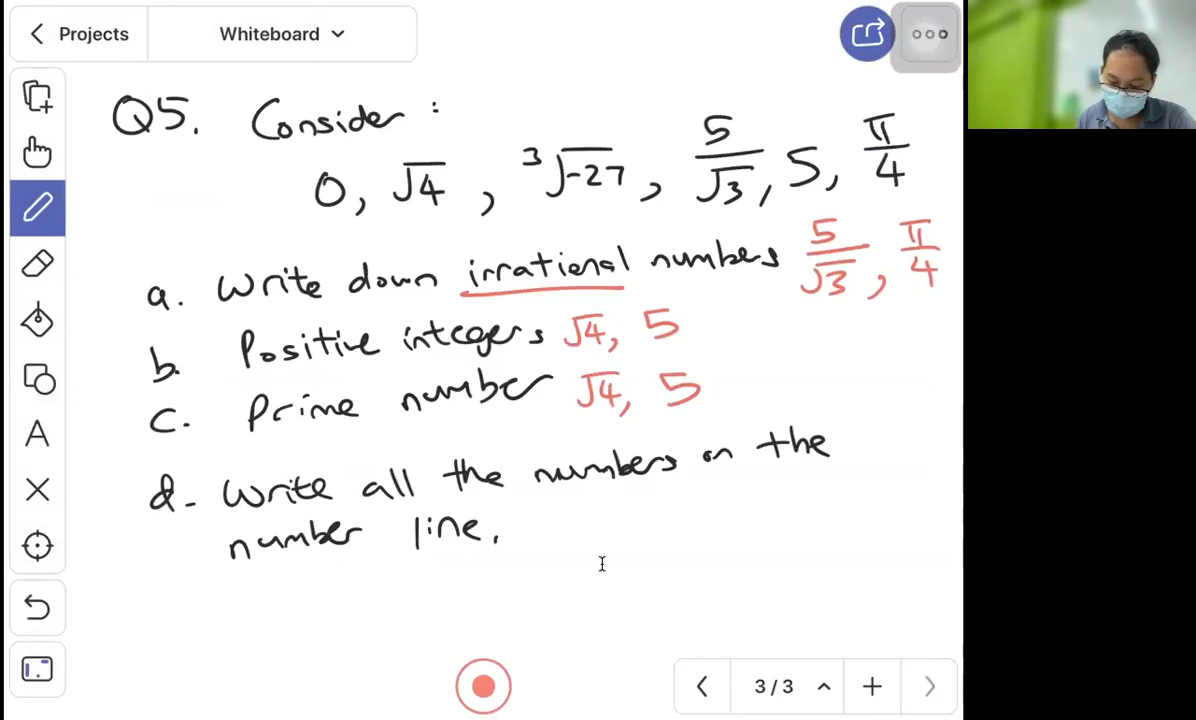 Projects
Whiteboard
Q5. Consider :
0, √4, ³√-27, 5/√3, 5, π/4
a. Write down irrational numbers 5/√3, π/4
b. Positive integers √4, 5
c. Prime number √4, 5
d. Write all the numbers on the
number line.
A
3/3